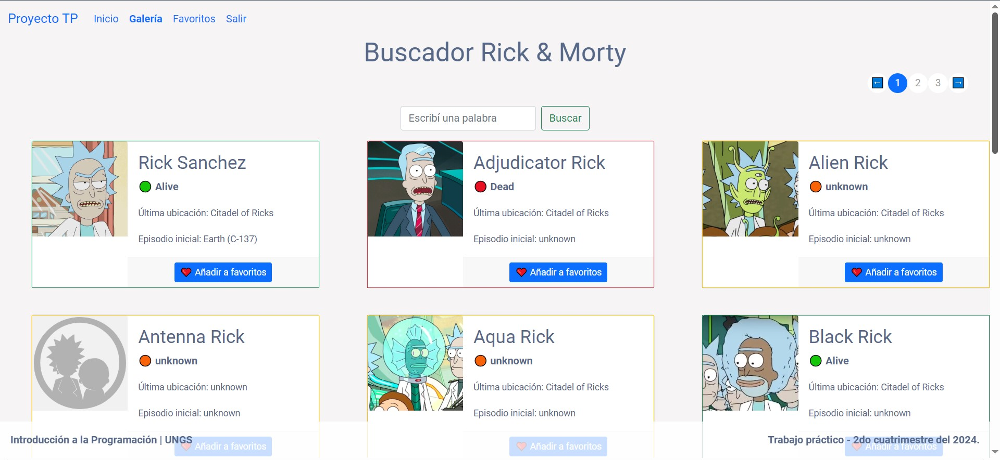 Proyecto TP Inicio Galería Favoritos Salir
Buscador Rick & Morty
← 1 2 3 →
Escribí una palabra Buscar
Rick Sanchez
Alive
Última ubicación: Citadel of Ricks
Episodio inicial: Earth (C-137)
Añadir a favoritos
Adjudicator Rick
Dead
Última ubicación: Citadel of Ricks
Episodio inicial: unknown
Añadir a favoritos
Alien Rick
unknown
Última ubicación: Citadel of Ricks
Episodio inicial: unknown
Añadir a favoritos
Antenna Rick
unknown
Última ubicación: unknown
Episodio inicial: unknown
Añadir a favoritos
Aqua Rick
unknown
Última ubicación: Citadel of Ricks
Episodio inicial: unknown
Añadir a favoritos
Black Rick
Alive
Última ubicación: Citadel of Ricks
Episodio inicial: unknown
Añadir a favoritos
Introducción a la Programación | UNGS
Trabajo práctico - 2do cuatrimestre del 2024.